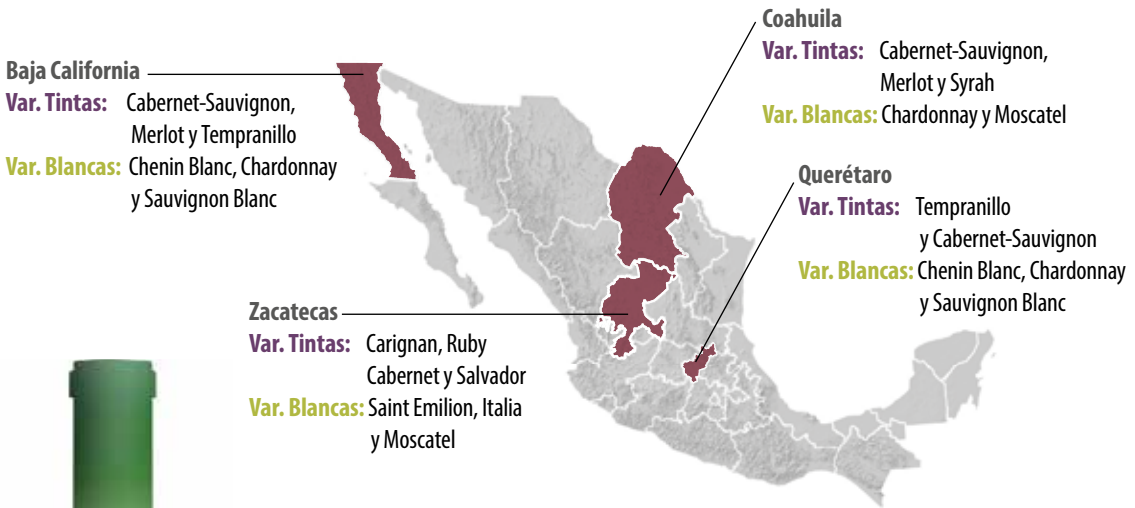 Baja California
Var. Tintas: Cabernet-Sauvignon,
Merlot y Tempranillo
Var. Blancas: Chenin Blanc, Chardonnay
y Sauvignon Blanc
Coahuila
Var. Tintas: Cabernet-Sauvignon,
Merlot y Syrah
Var. Blancas: Chardonnay y Moscatel
Querétaro
Var. Tintas: Tempranillo
y Cabernet-Sauvignon
Var. Blancas: Chenin Blanc, Chardonnay
y Sauvignon Blanc
Zacatecas
Var. Tintas: Carignan, Ruby
Cabernet y Salvador
Var. Blancas: Saint Emilion, Italia
y Moscatel